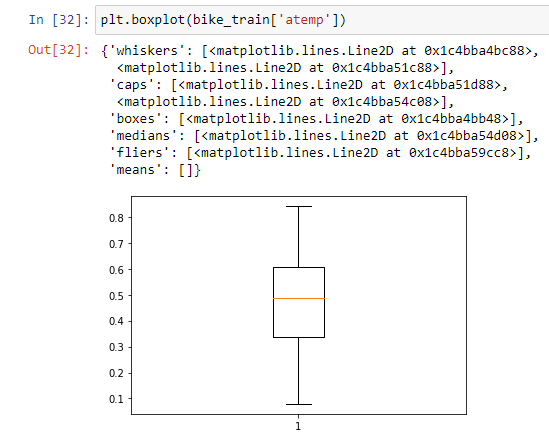 In [32]: plt.boxplot(bike_train['atemp'])
Out[32]: {'whiskers': [<matplotlib.lines.Line2D at 0x1c4bba4bc88>,
<matplotlib.lines.Line2D at 0x1c4bba51c88>],
'caps': [<matplotlib.lines.Line2D at 0x1c4bba51d88>,
<matplotlib.lines.Line2D at 0x1c4bba54c08>],
'boxes': [<matplotlib.lines.Line2D at 0x1c4bba4bb48>],
'medians': [<matplotlib.lines.Line2D at 0x1c4bba54d08>],
'fliers': [<matplotlib.lines.Line2D at 0x1c4bba59cc8>],
'means': []}
0.8
0.7
0.6
0.5
0.4
0.3
0.2
0.1
1